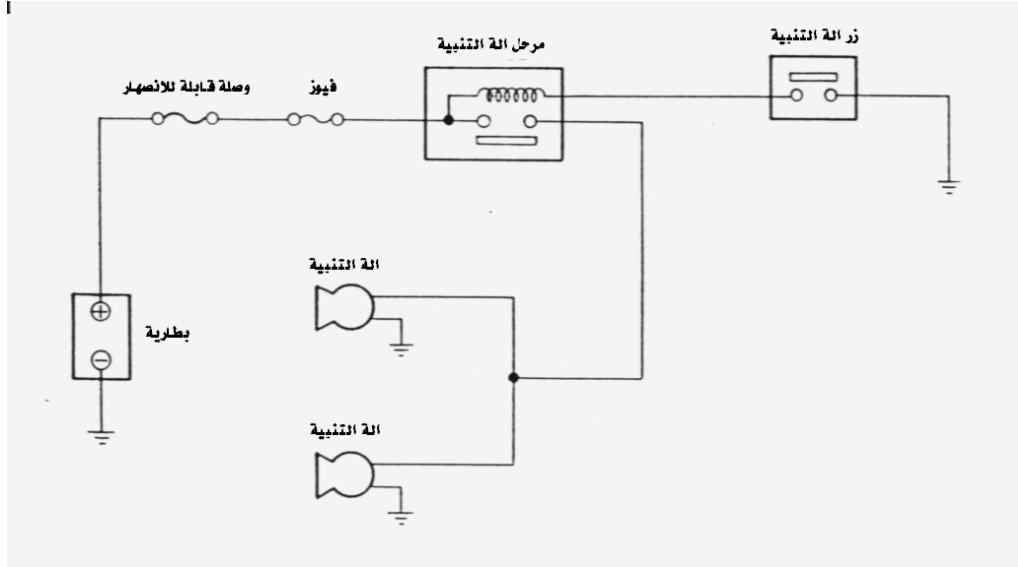 زر الة التنبية
مرحل الة التنبية
فيوز
وصلة قابلة للانصهار
الة التنبية
بطارية
الة التنبية